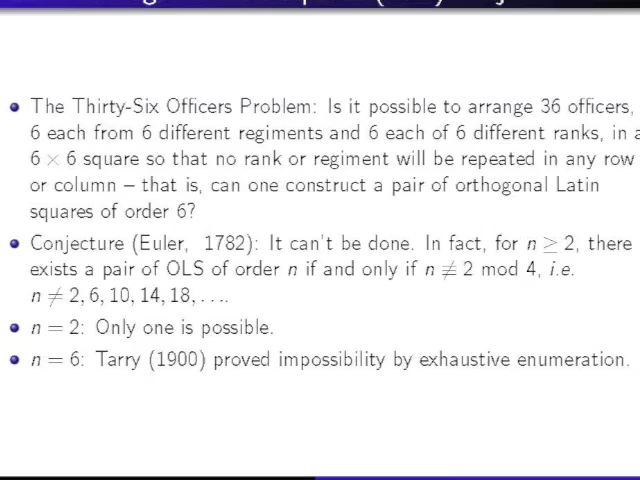 The Thirty-Six Officers Problem: Is it possible to arrange 36 officers,
6 each from 6 different regiments and 6 each of 6 different ranks, in a
6 × 6 square so that no rank or regiment will be repeated in any row
or column – that is, can one construct a pair of orthogonal Latin
squares of order 6?
Conjecture (Euler, 1782): It can't be done. In fact, for n ≥ 2, there
exists a pair of OLS of order n if and only if n ≢ 2 mod 4, i.e.
n ≠ 2, 6, 10, 14, 18, . . ..
n = 2: Only one is possible.
n = 6: Tarry (1900) proved impossibility by exhaustive enumeration.